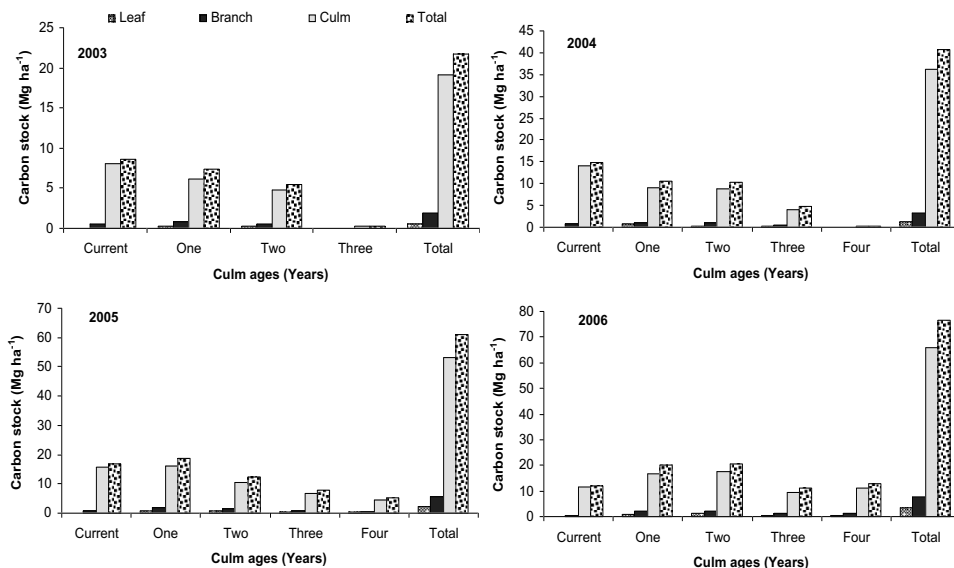 Leaf Branch Culm Total
2003
Carbon stock (Mg ha-1)
25
20
15
10
5
0
Current One Two Three Total
Culm ages (Years)
2004
Carbon stock (Mg ha-1)
45
40
35
30
25
20
15
10
5
0
Current One Two Three Four Total
Culm ages (Years)
2005
Carbon stock (Mg ha-1)
70
60
50
40
30
20
10
0
Current One Two Three Four Total
Culm ages (Years)
2006
Carbon stock (Mg ha-1)
80
70
60
50
40
30
20
10
0
Current One Two Three Four Total
Culm ages (Years)